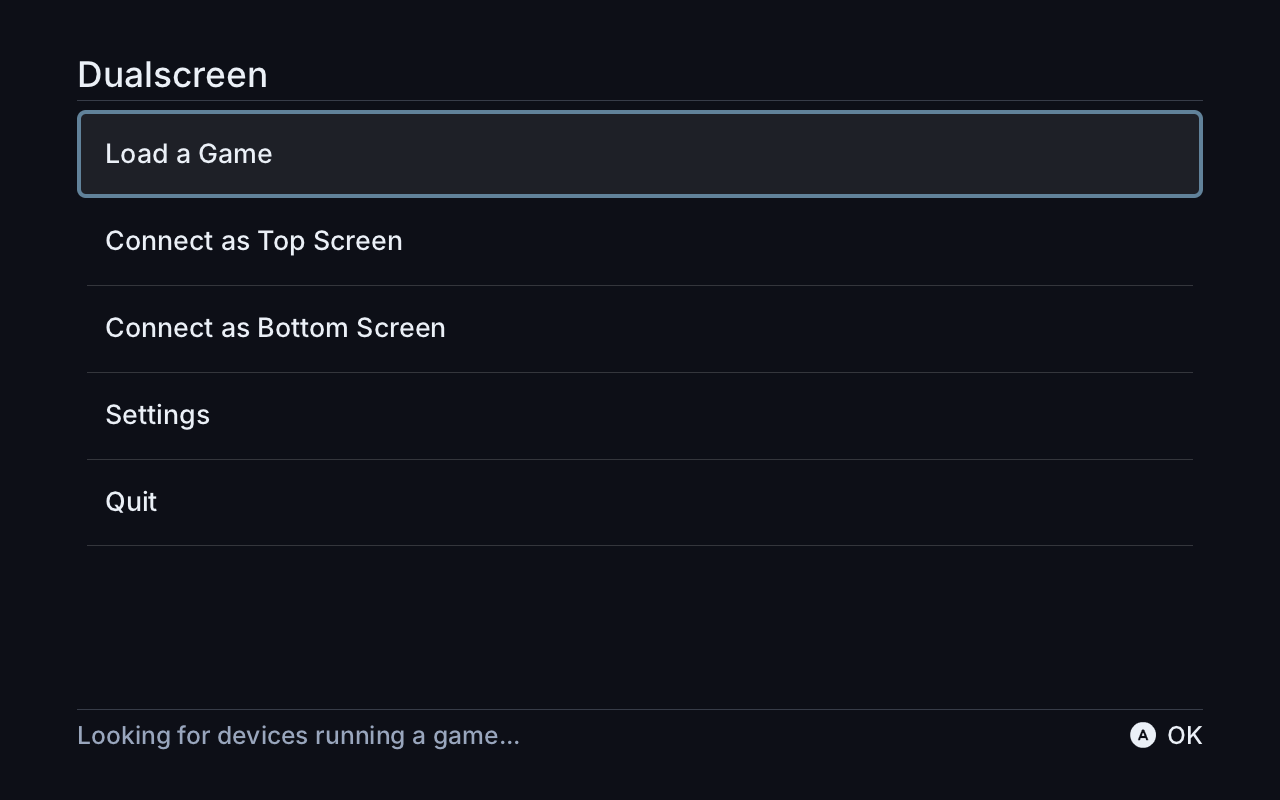 Dualscreen
Load a Game
Connect as Top Screen
Connect as Bottom Screen
Settings
Quit
Looking for devices running a game...
A OK